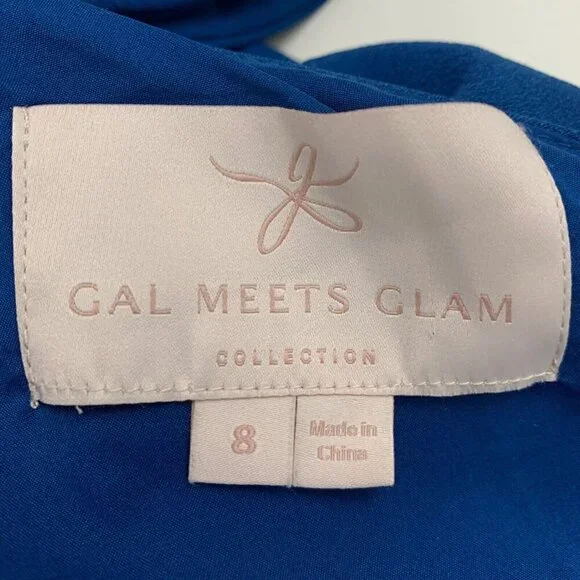 GAL MEETS GLAM
COLLECTION
8
Made in
China